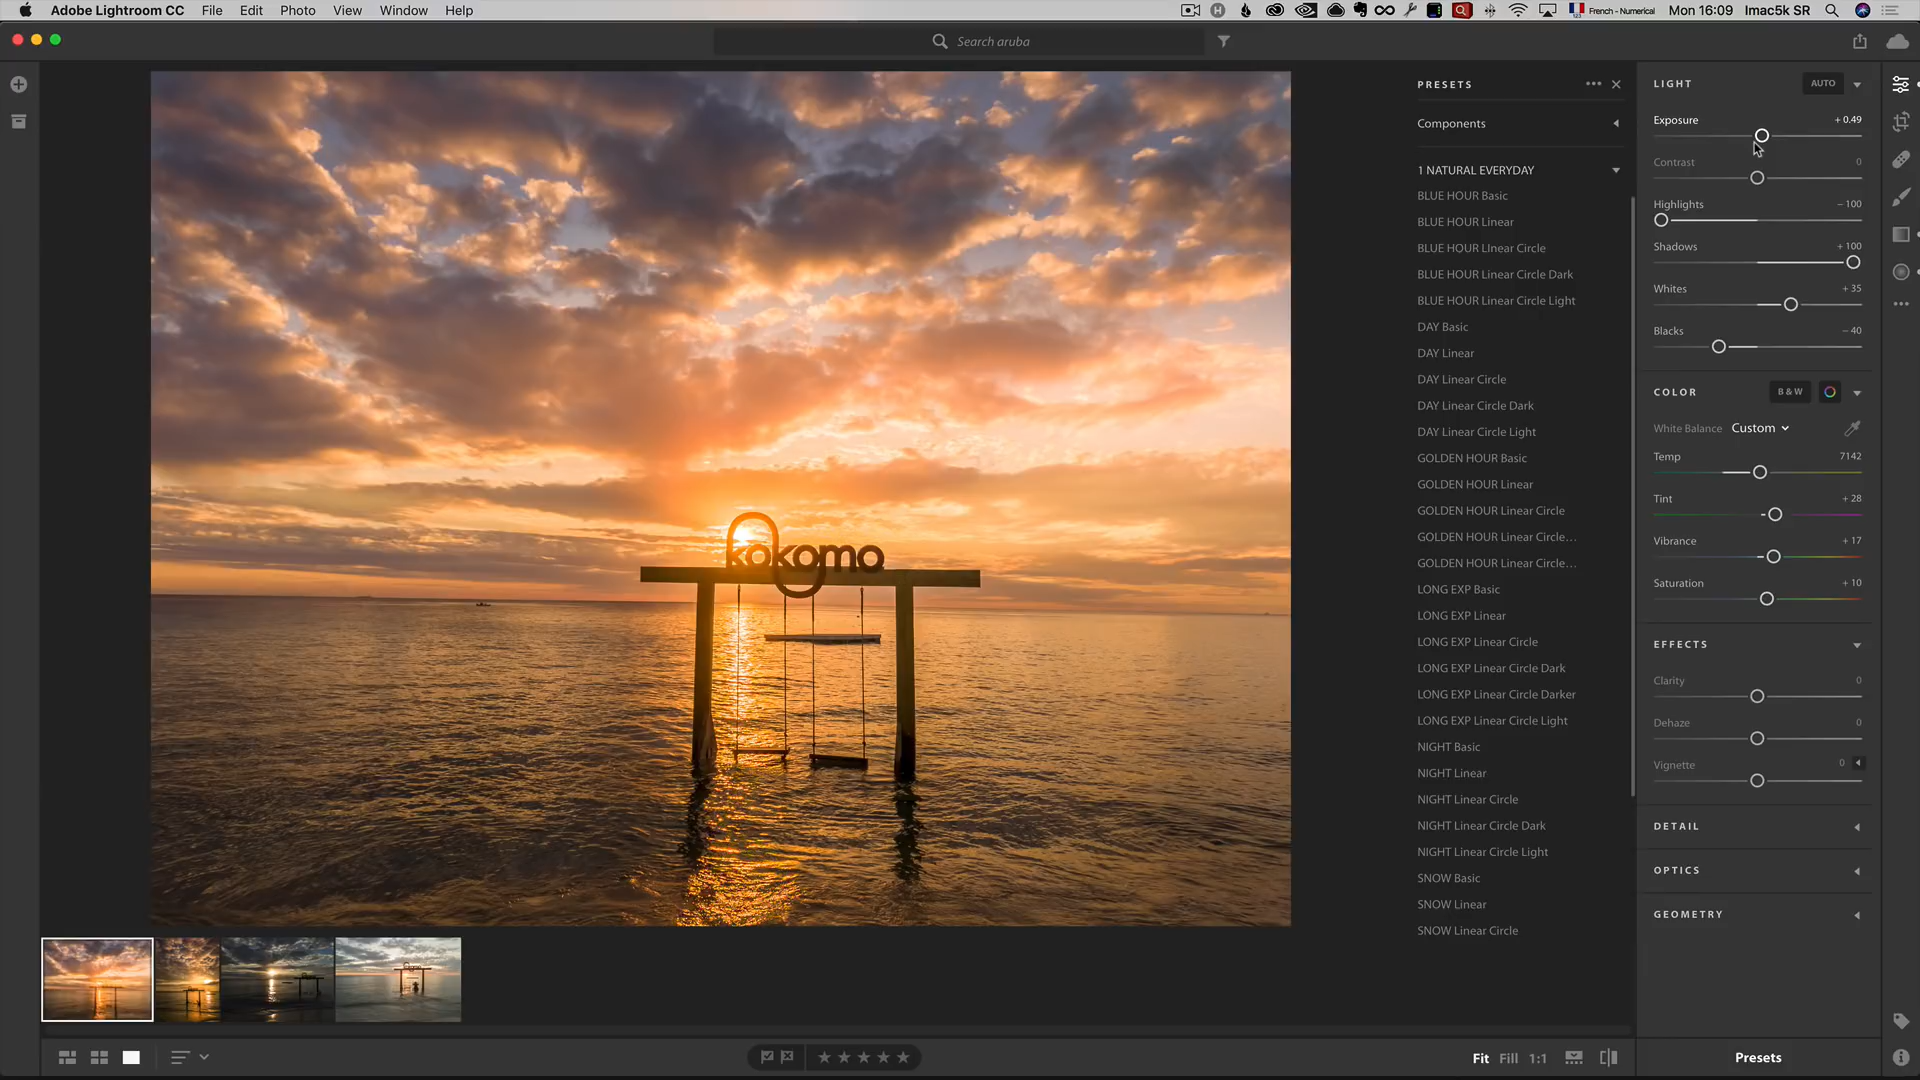 Adobe Lightroom CC File Edit Photo View Window Help
French - Numerical Mon 16:09 Imac5k SR
Search aruba
kokomo
PRESETS
Components
1 NATURAL EVERYDAY
BLUE HOUR Basic
BLUE HOUR Linear
BLUE HOUR LInear Circle
BLUE HOUR Linear Circle Dark
BLUE HOUR Linear Circle Light
DAY Basic
DAY Linear
DAY Linear Circle
DAY Linear Circle Dark
DAY Linear Circle Light
GOLDEN HOUR Basic
GOLDEN HOUR Linear
GOLDEN HOUR Linear Circle
GOLDEN HOUR Linear Circle...
GOLDEN HOUR Linear Circle...
LONG EXP Basic
LONG EXP Linear
LONG EXP Linear Circle
LONG EXP Linear Circle Dark
LONG EXP Linear Circle Darker
LONG EXP Linear Circle Light
NIGHT Basic
NIGHT Linear
NIGHT Linear Circle
NIGHT Linear Circle Dark
NIGHT Linear Circle Light
SNOW Basic
SNOW Linear
SNOW Linear Circle
LIGHT AUTO
Exposure + 0.49
Contrast 0
Highlights – 100
Shadows + 100
Whites + 35
Blacks – 40
COLOR B & W
White Balance Custom
Temp 7142
Tint + 28
Vibrance + 17
Saturation + 10
EFFECTS
Clarity 0
Dehaze 0
Vignette 0
DETAIL
OPTICS
GEOMETRY
Fit Fill 1:1
Presets